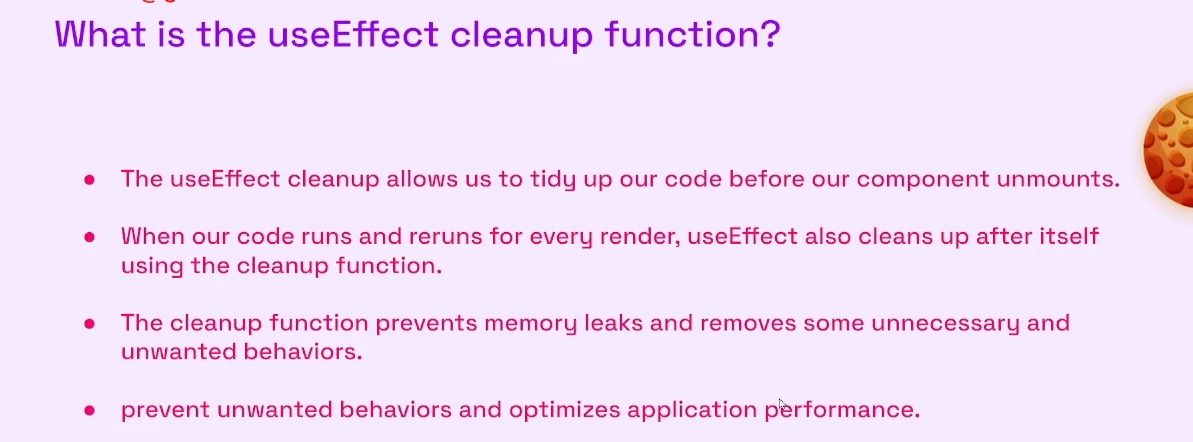 What is the useEffect cleanup function?
● The useEffect cleanup allows us to tidy up our code before our component unmounts.
● When our code runs and reruns for every render, useEffect also cleans up after itself
using the cleanup function.
● The cleanup function prevents memory leaks and removes some unnecessary and
unwanted behaviors.
● prevent unwanted behaviors and optimizes application performance.